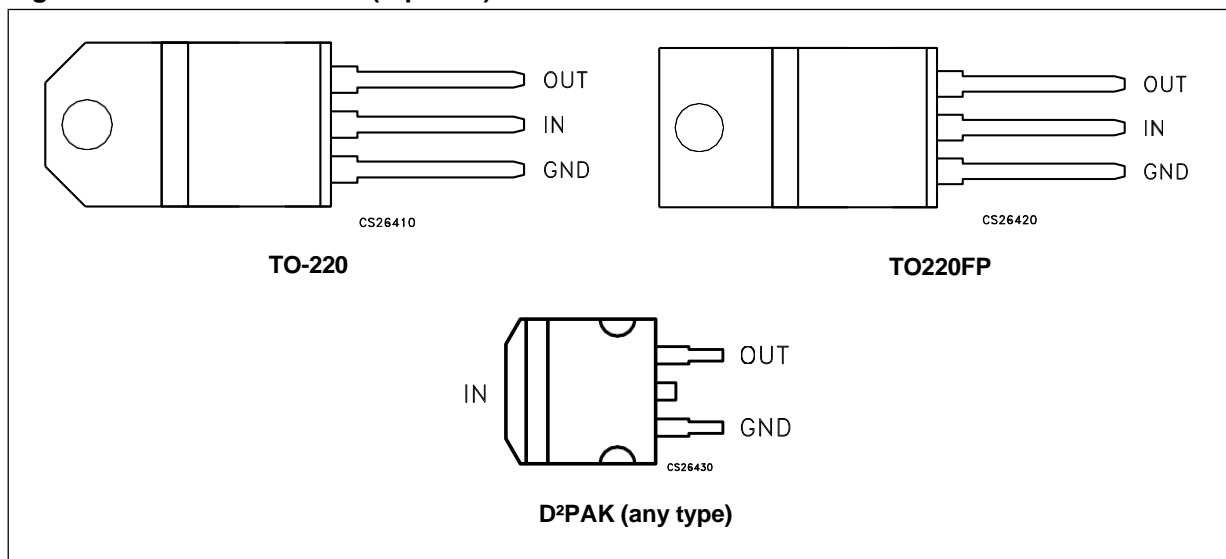 OUT
IN
GND
CS26410
TO-220
OUT
IN
GND
CS26420
TO220FP
IN
OUT
GND
CS26430
D²PAK (any type)